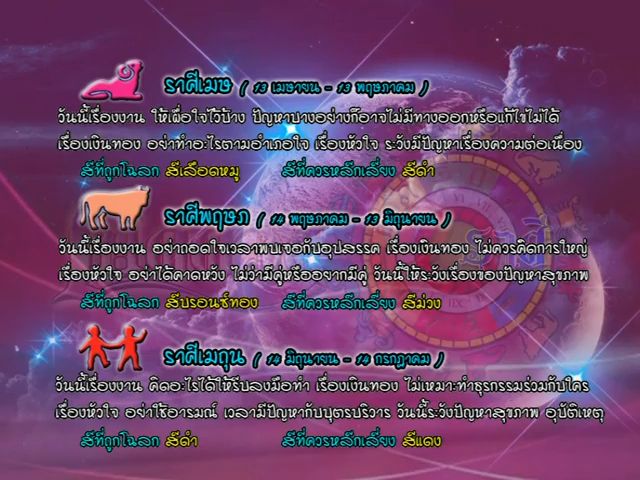 ราศีเมษ ( 13 เมษายน - 13 พฤษภาคม )
วันนี้เรื่องงาน ให้เผื่อใจไว้บ้าง ปัญหาบางอย่างก็อาจไม่มีทางออกหรือแก้ไขไม่ได้
เรื่องเงินทอง อย่าทำอะไรตามอำเภอใจ เรื่องหัวใจ ระวังมีปัญหาเรื่องความต่อเนื่อง
สีที่ถูกโฉลก สีเลือดหมู สีที่ควรหลีกเลี่ยง สีดำ
ราศีพฤษภ ( 14 พฤษภาคม - 13 มิถุนายน )
วันนี้เรื่องงาน อย่าถอดใจเวลาพบเจอกับอุปสรรค เรื่องเงินทอง ไม่ควรคิดการใหญ่
เรื่องหัวใจ อย่าได้คาดหวัง ไม่ว่ามีคู่หรืออยากมีคู่ วันนี้ให้ระวังเรื่องของปัญหาสุขภาพ
สีที่ถูกโฉลก สีบรอนซ์ทอง สีที่ควรหลีกเลี่ยง สีม่วง
ราศีเมถุน ( 14 มิถุนายน - 14 กรกฎาคม )
วันนี้เรื่องงาน คิดอะไรได้ให้รีบลงมือทำ เรื่องเงินทอง ไม่เหมาะทำธุรกรรมร่วมกับใคร
เรื่องหัวใจ อย่าใช้อารมณ์ เวลามีปัญหากับบุตรบริวาร วันนี้ระวังปัญหาสุขภาพ อุบัติเหตุ
สีที่ถูกโฉลก สีดำ สีที่ควรหลีกเลี่ยง สีแดง